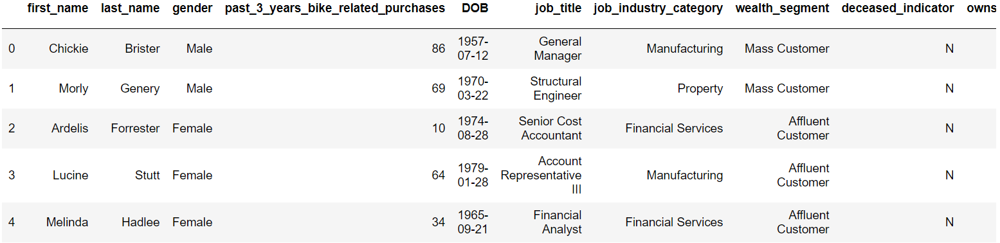 first_name last_name gender past_3_years_bike_related_purchases DOB job_title job_industry_category wealth_segment deceased_indicator owns
0 Chickie Brister Male 86 1957-07-12 General Manager Manufacturing Mass Customer N
1 Morly Genery Male 69 1970-03-22 Structural Engineer Property Mass Customer N
2 Ardelis Forrester Female 10 1974-08-28 Senior Cost Accountant Financial Services Affluent Customer N
3 Lucine Stutt Female 64 1979-01-28 Account Representative III Manufacturing Affluent Customer N
4 Melinda Hadlee Female 34 1965-09-21 Financial Analyst Financial Services Affluent Customer N